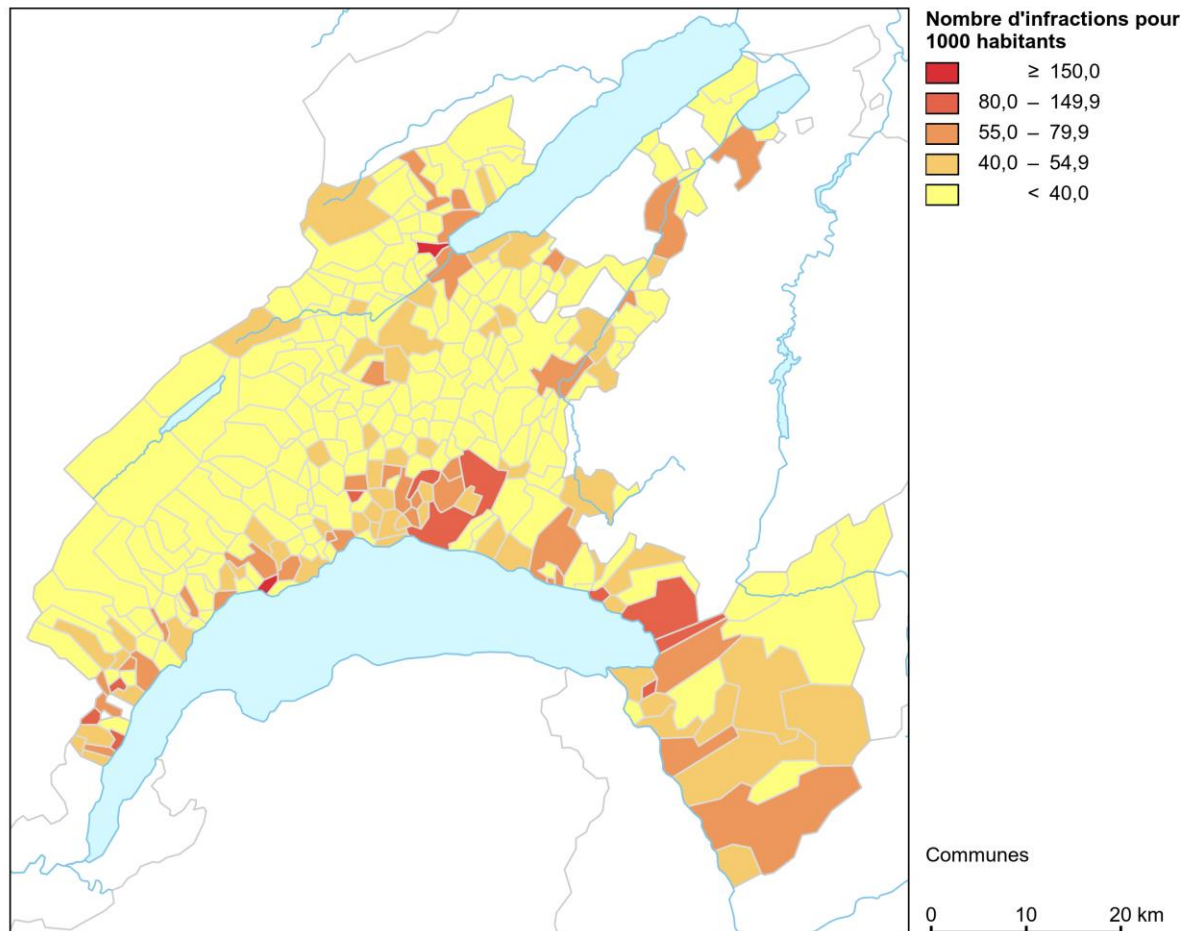 Nombre d'infractions pour
1000 habitants
≥ 150,0
80,0 – 149,9
55,0 – 79,9
40,0 – 54,9
< 40,0
Communes
0 10 20 km